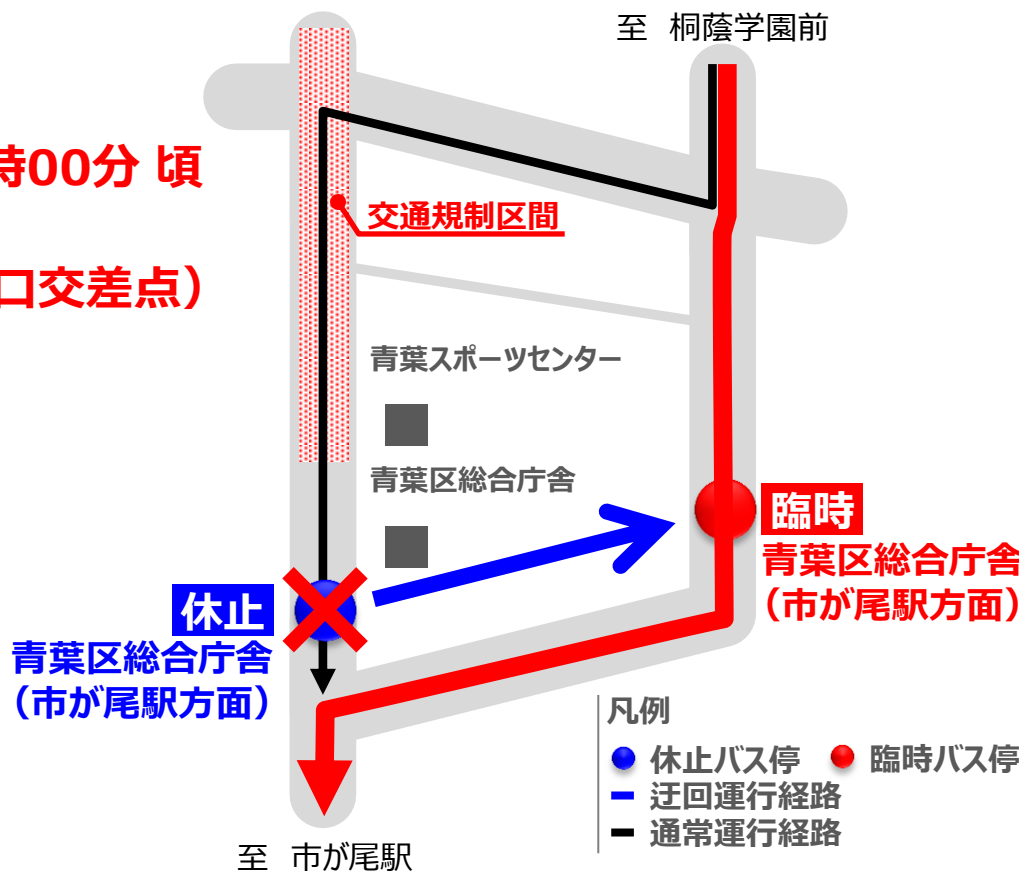 至 桐蔭学園前
時00分 頃
交通規制区間
口交差点）
青葉スポーツセンター
青葉区総合庁舎
臨時
青葉区総合庁舎
（市が尾駅方面）
休止
青葉区総合庁舎
（市が尾駅方面）
凡例
休止バス停 臨時バス停
迂回運行経路
通常運行経路
至 市が尾駅